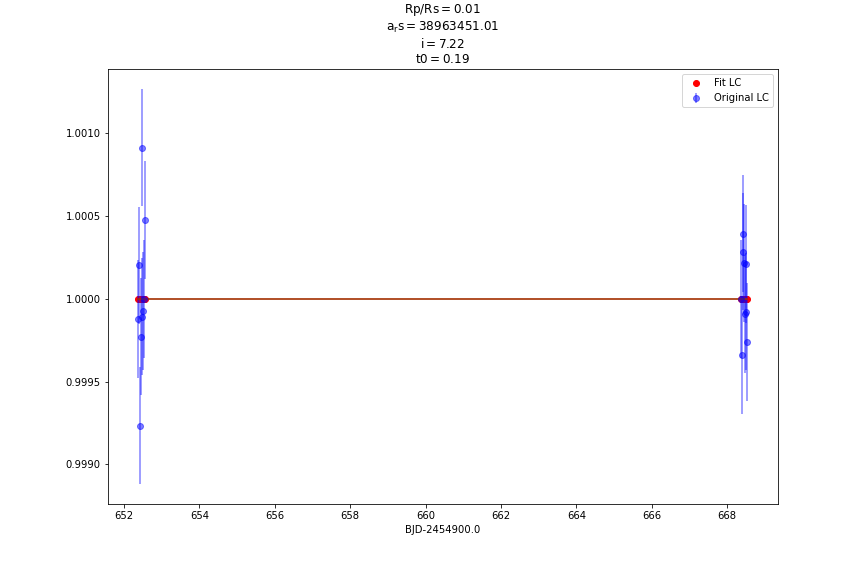 Rp/Rs = 0.01
aᵣs = 38963451.01
i = 7.22
t0 = 0.19
Fit LC
Original LC
1.0010
1.0005
1.0000
0.9995
0.9990
652 654 656 658 660 662 664 666 668
BJD-2454900.0